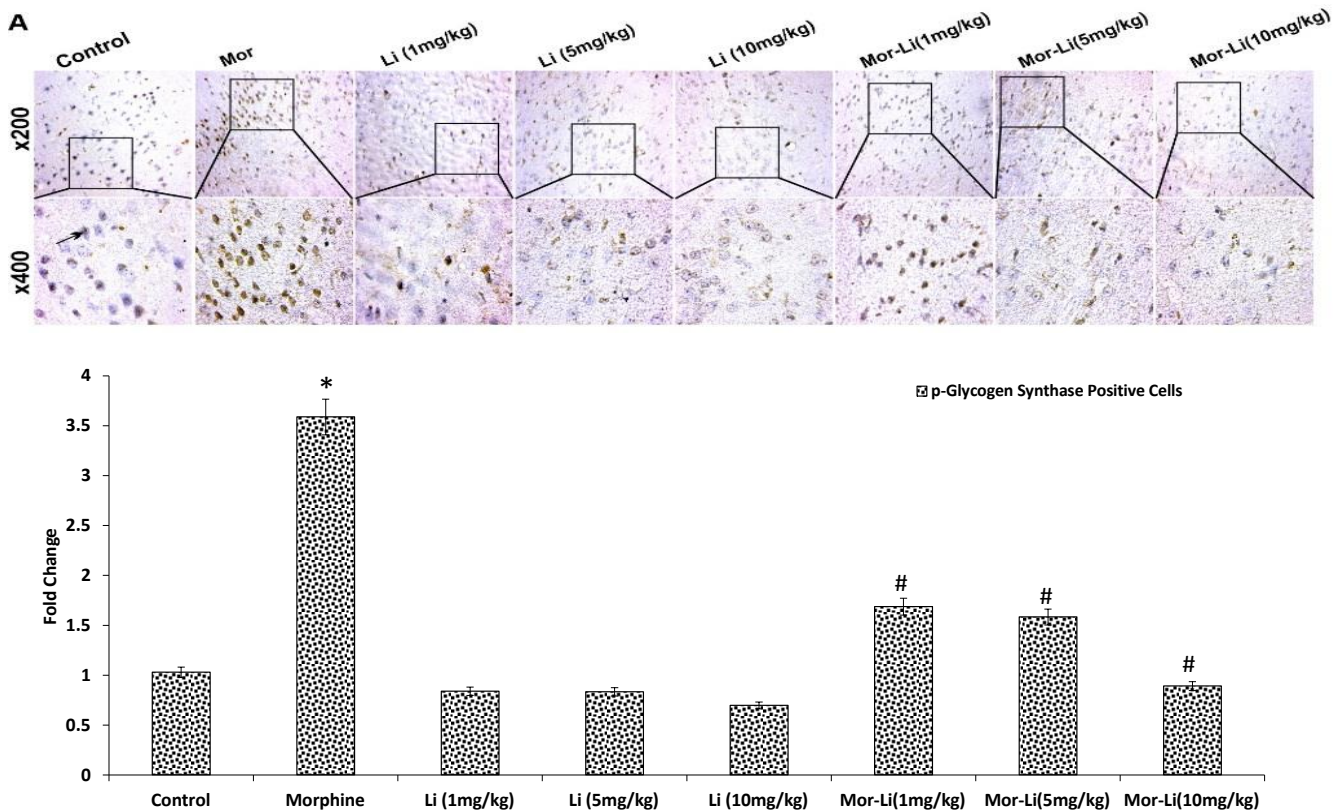 A
Control
Mor
Li (1mg/kg)
Li (5mg/kg)
Li (10mg/kg)
Mor-Li(1mg/kg)
Mor-Li(5mg/kg)
Mor-Li(10mg/kg)
x200
x400
4
3.5
3
2.5
2
1.5
1
0.5
0
Fold Change
*
#
#
#
p-Glycogen Synthase Positive Cells
Control
Morphine
Li (1mg/kg)
Li (5mg/kg)
Li (10mg/kg)
Mor-Li(1mg/kg)
Mor-Li(5mg/kg)
Mor-Li(10mg/kg)